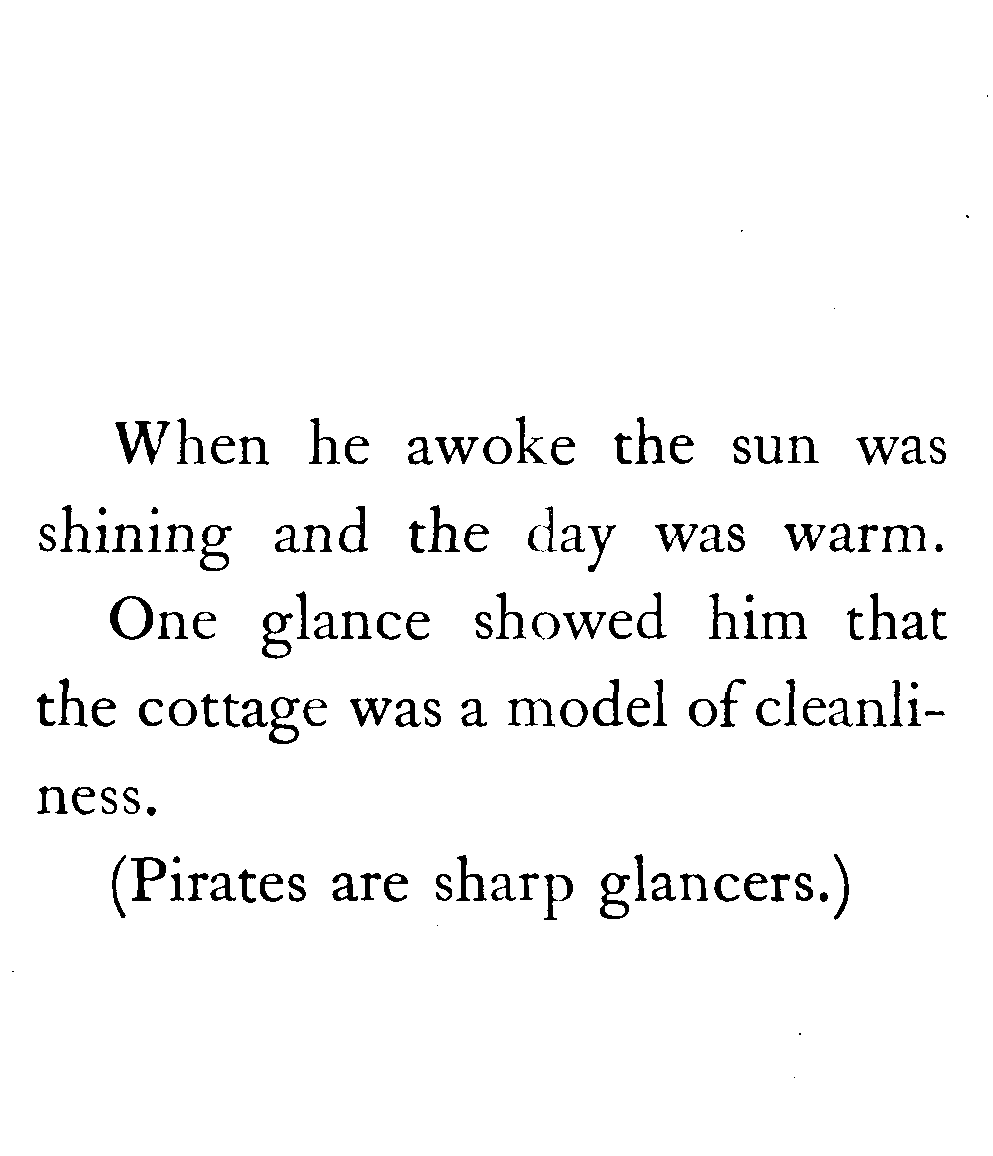 When he awoke the sun was
shining and the day was warm.
One glance showed him that
the cottage was a model of cleanli-
ness.
(Pirates are sharp glancers.)